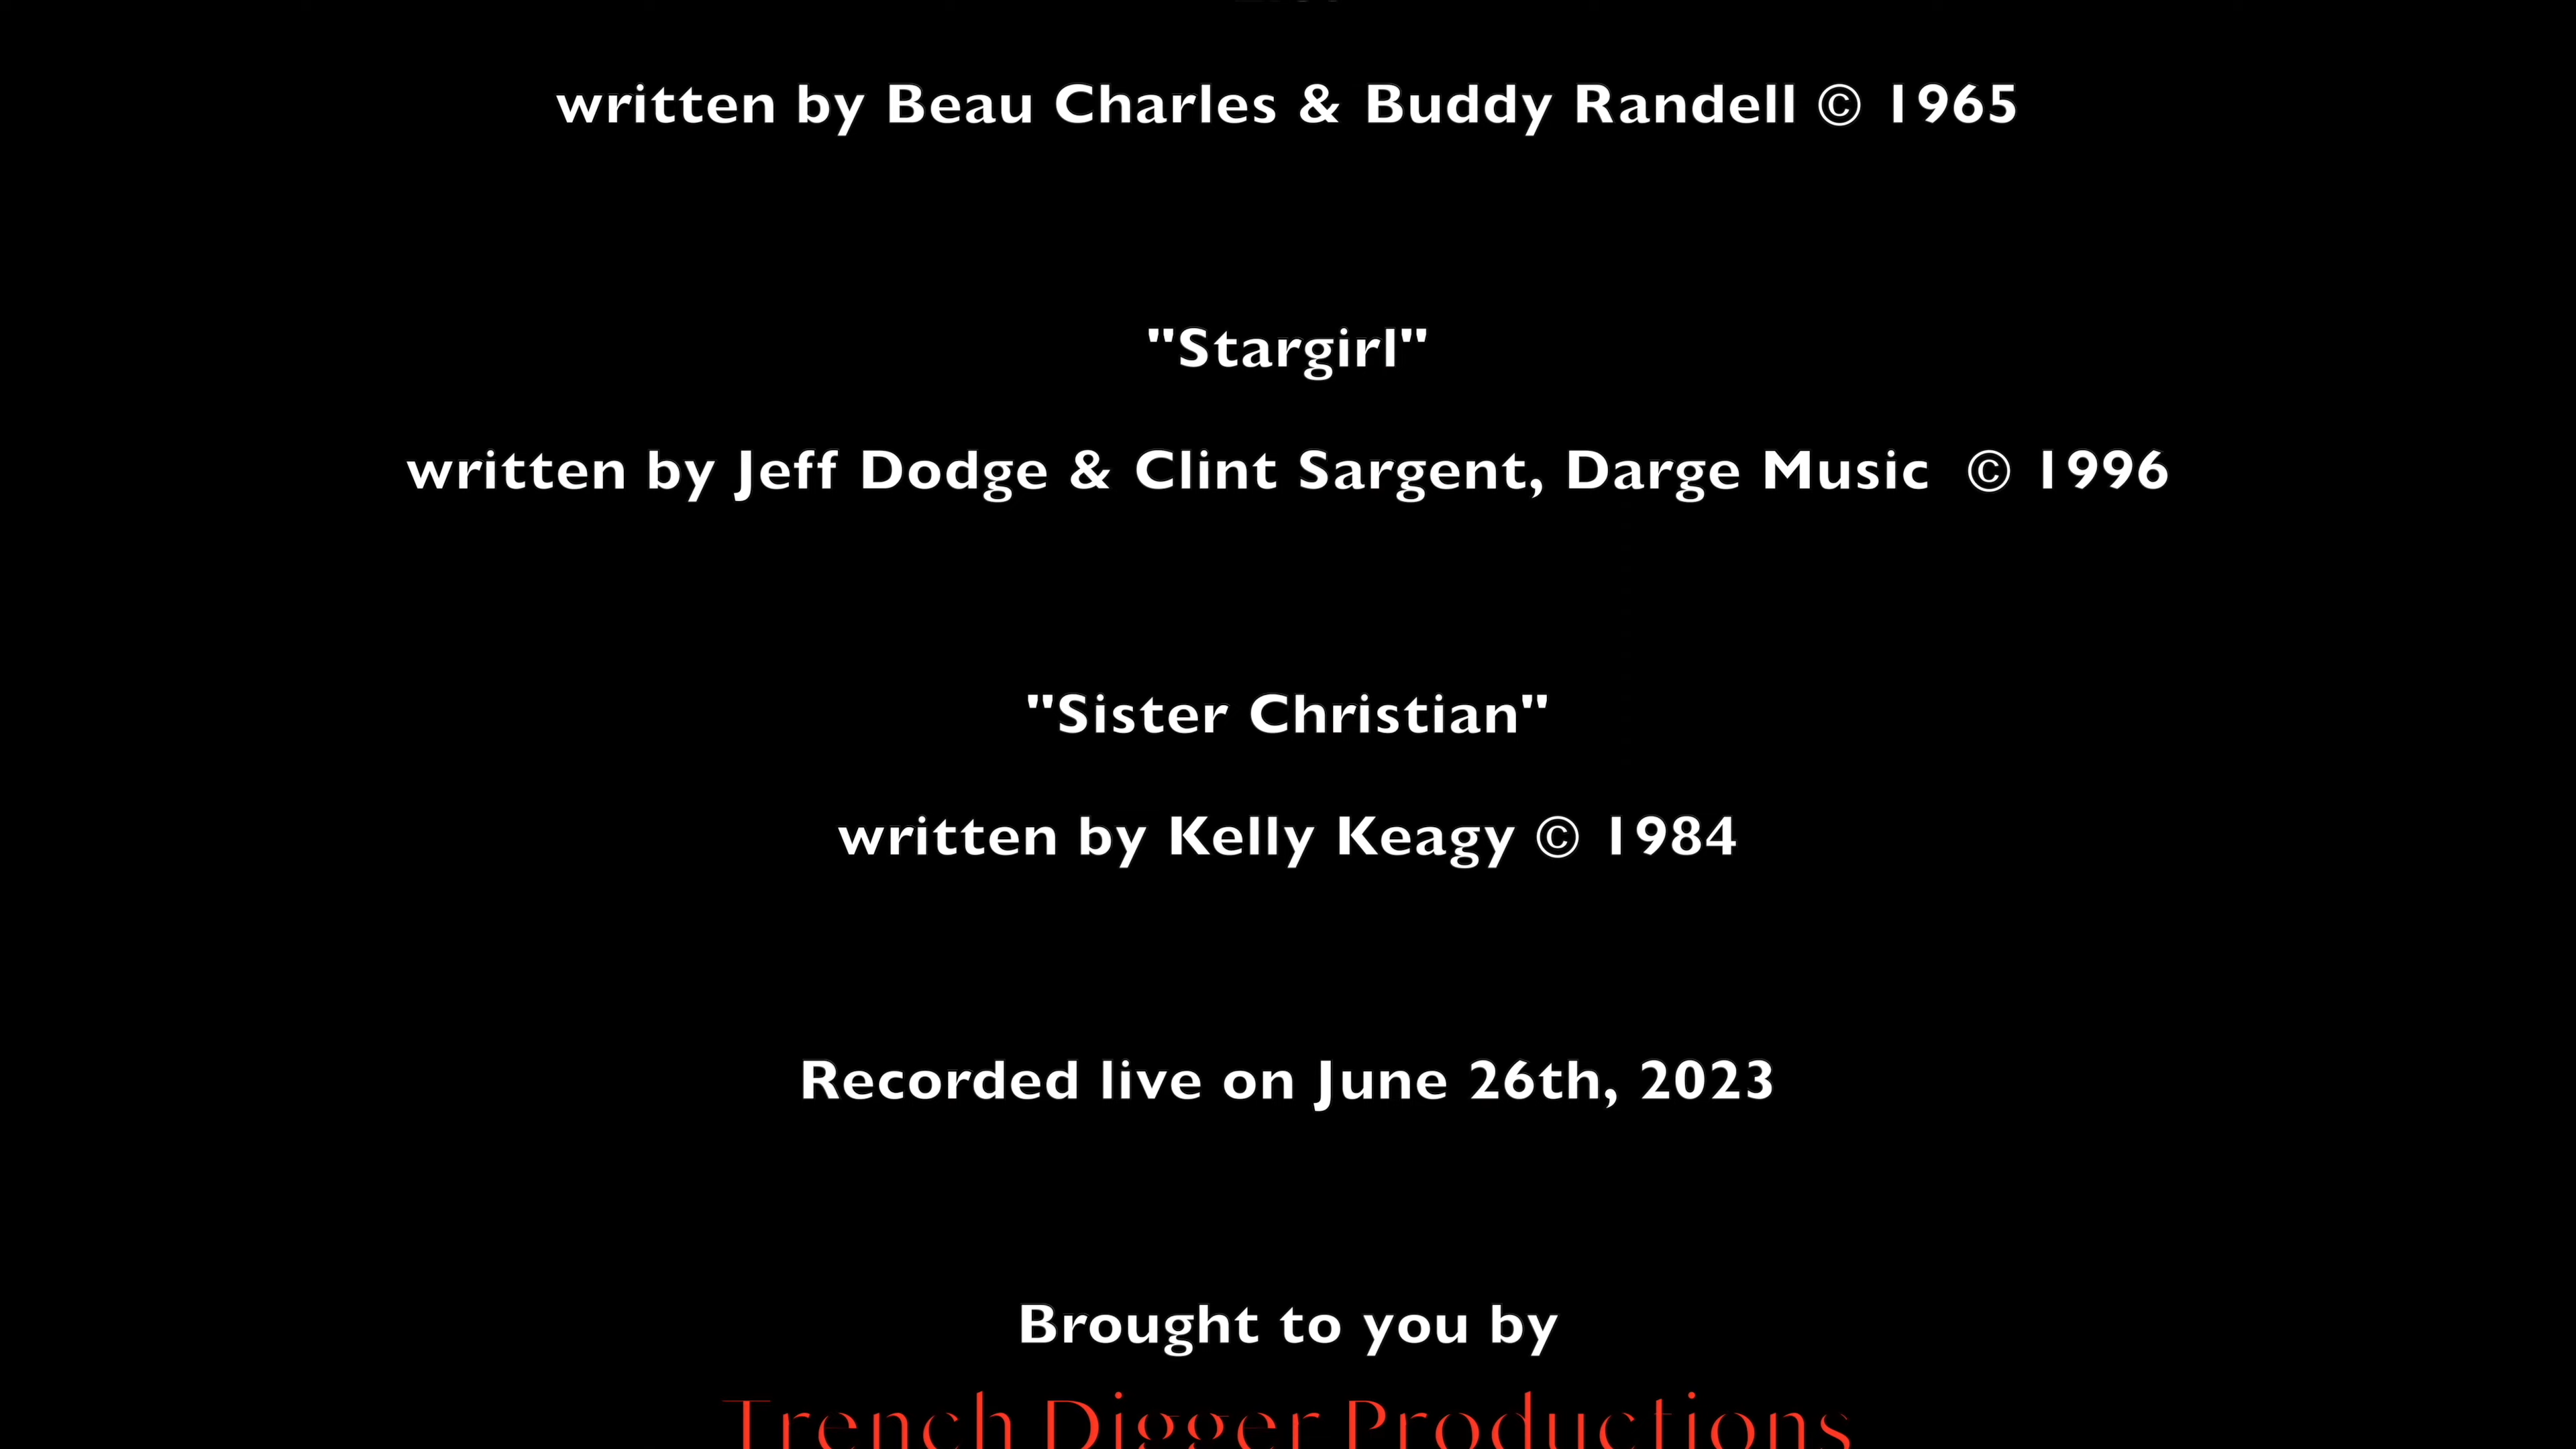 written by Beau Charles & Buddy Randell © 1965
"Stargirl"
written by Jeff Dodge & Clint Sargent, Darge Music © 1996
"Sister Christian"
written by Kelly Keagy © 1984
Recorded live on June 26th, 2023
Brought to you by
Trench Digger Productions